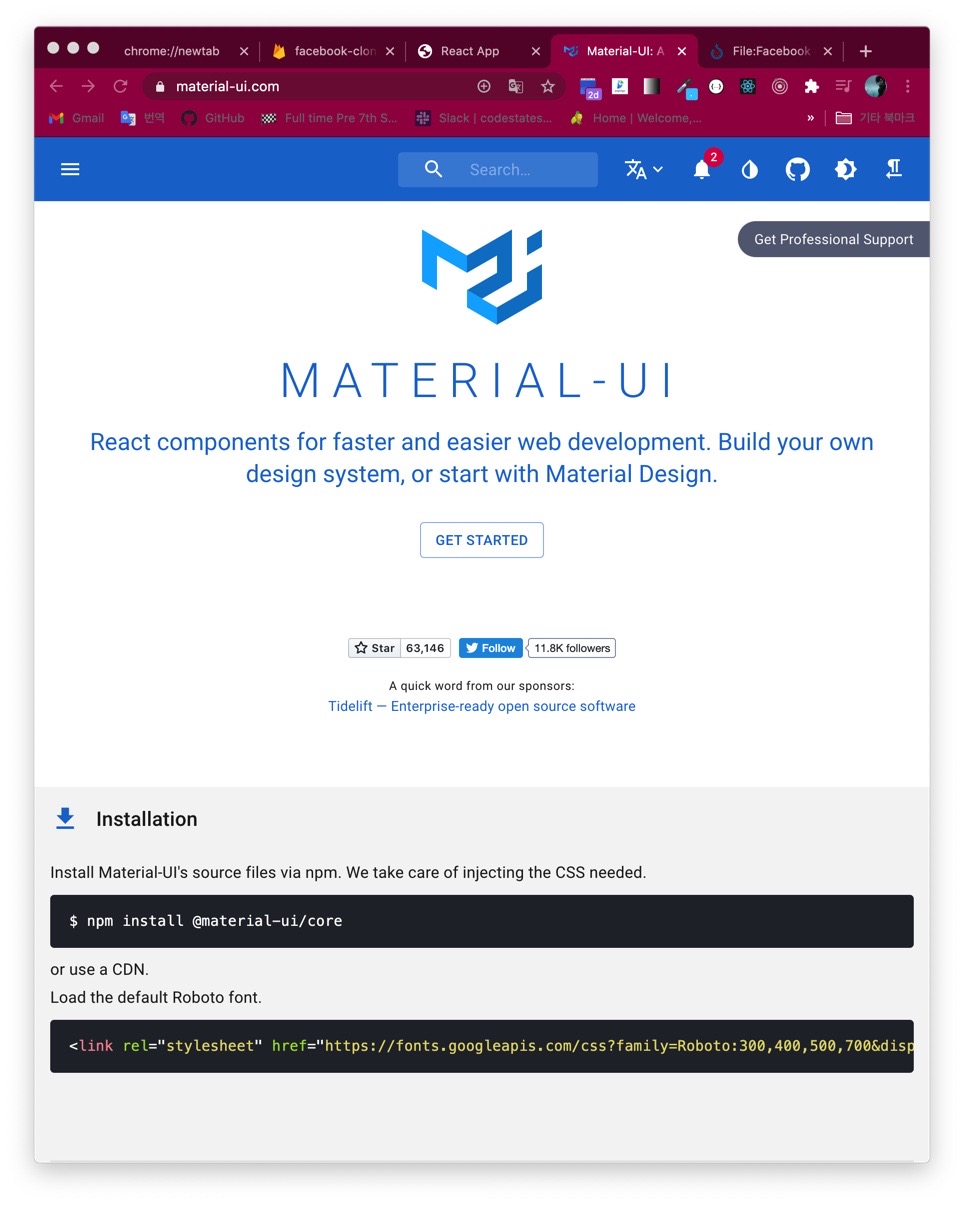 chrome://newtab
facebook-clon
React App
Material-UI: A
File:Facebook
material-ui.com
2d
Gmail
번역
GitHub
Full time Pre 7th S...
Slack | codestates...
Home | Welcome,...
»
기타 북마크
Search…
2
Get Professional Support
MATERIAL-UI
React components for faster and easier web development. Build your own
design system, or start with Material Design.
GET STARTED
Star 63,146
Follow 11.8K followers
A quick word from our sponsors:
Tidelift — Enterprise-ready open source software
Installation
Install Material-UI's source files via npm. We take care of injecting the CSS needed.
$ npm install @material-ui/core
or use a CDN.
Load the default Roboto font.
<link rel="stylesheet" href="https://fonts.googleapis.com/css?family=Roboto:300,400,500,700&disp